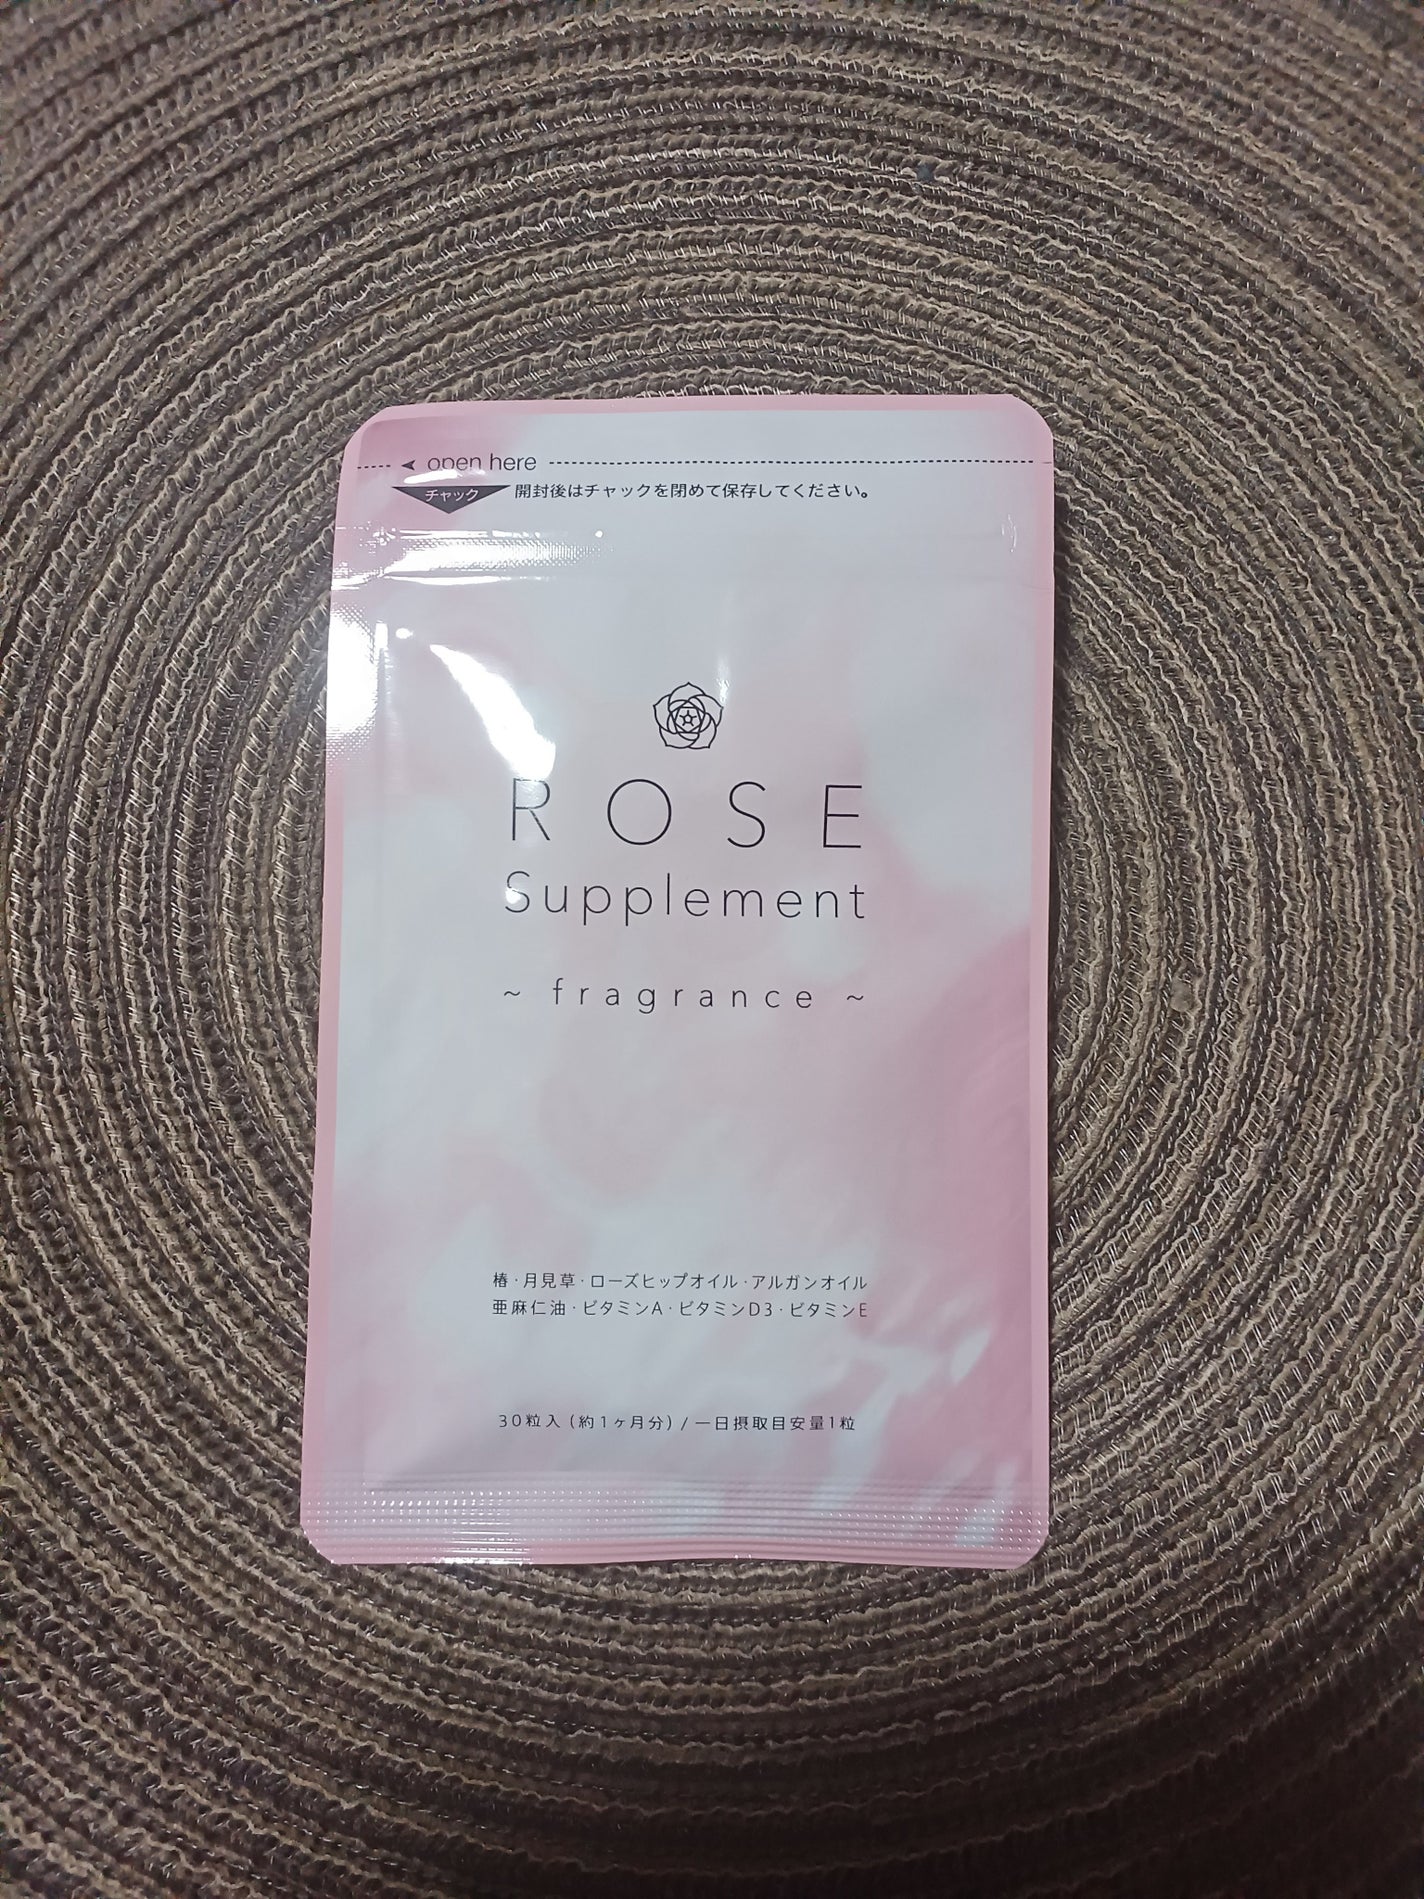 open here
チャック 開封後はチャックを閉めて保存してください。
ROSE
Supplement
~ fragrance ~
椿・月見草・ローズヒップオイル・アルガンオイル
亜麻仁油・ビタミンA・ビタミンD3・ビタミンE
30粒入（約1ヶ月分）/ 一日摂取目安量1粒